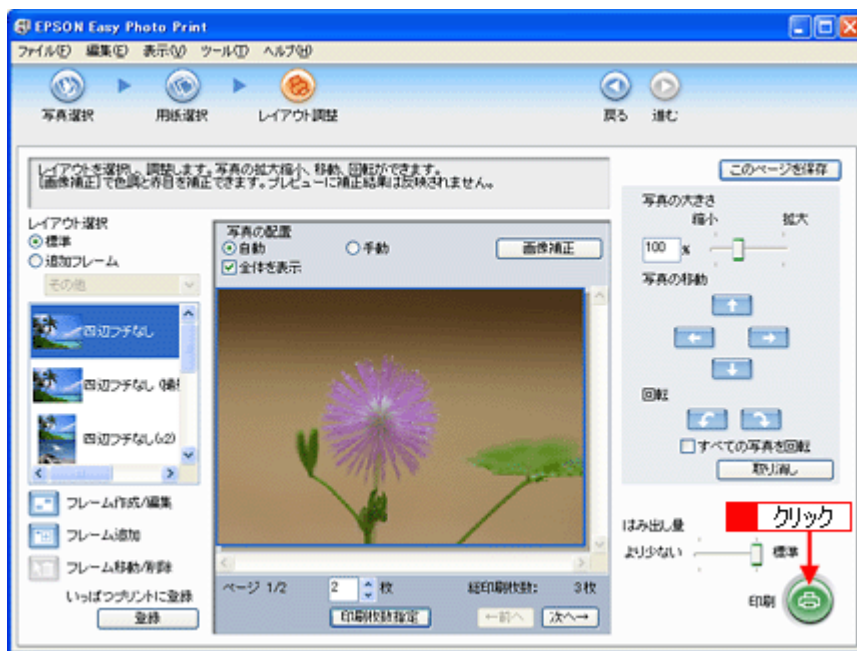 EPSON Easy Photo Print
ファイル(F) 編集(E) 表示(V) ツール(T) ヘルプ(H)
写真選択 用紙選択 レイアウト調整 戻る 進む
レイアウトを選択し、調整します。写真の拡大縮小、移動、回転ができます。
[画像補正]で色調と赤目を補正できます。プレビューに補正結果は反映されません。
このページを保存
レイアウト選択
標準
追加フレーム
その他
四辺フチなし
四辺フチなし
四辺フチなし(x2)
フレーム作成/編集
フレーム追加
フレーム移動/削除
いっぱつプリントに登録
登録
写真の配置
自動 手動 画像補正
全体を表示
ページ 1/2 2 枚 総印刷枚数: 3枚
印刷枚数指定 ←前へ 次へ→
写真の大きさ
縮小 拡大
100 %
写真の移動
回転
すべての写真を回転
取り消し
クリック
はみ出し量
より少ない 標準
印刷